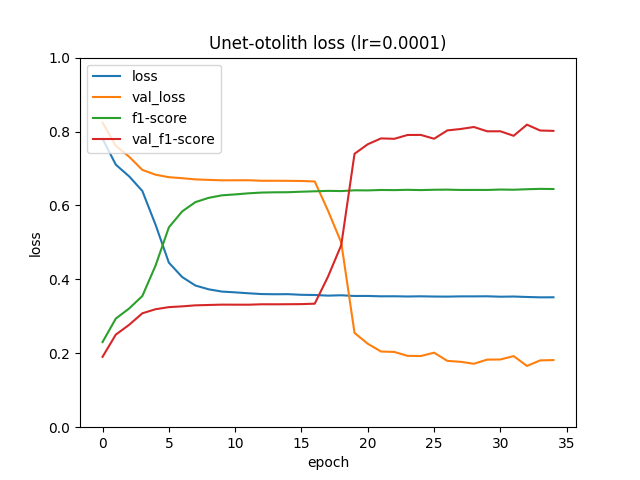 Unet-otolith loss (lr=0.0001)
loss
val_loss
f1-score
val_f1-score
1.0
0.8
0.6
0.4
0.2
0.0
loss
0 5 10 15 20 25 30 35
epoch